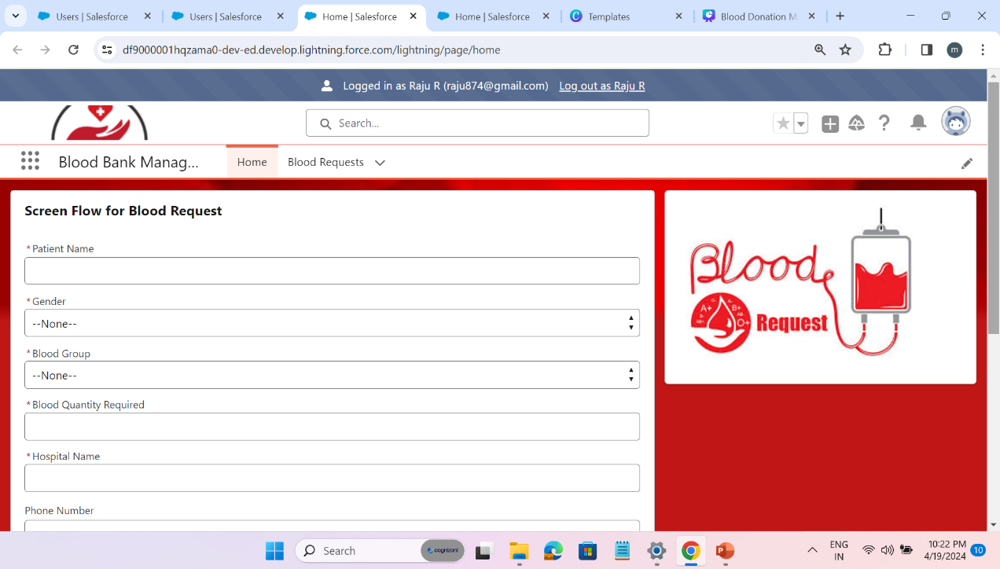 Users | Salesforce
Users | Salesforce
Home | Salesforce
Home | Salesforce
Templates
Blood Donation M
df9000001hqzama0-dev-ed.develop.lightning.force.com/lightning/page/home
m
Logged in as Raju R (raju874@gmail.com) Log out as Raju R
Search...
Blood Bank Manag...
Home
Blood Requests
Screen Flow for Blood Request
*Patient Name
*Gender
--None--
*Blood Group
--None--
*Blood Quantity Required
*Hospital Name
Phone Number
Blood
A+ B+
O+
Request
Search
cognizant
ENG
IN
10:22 PM
4/19/2024
10